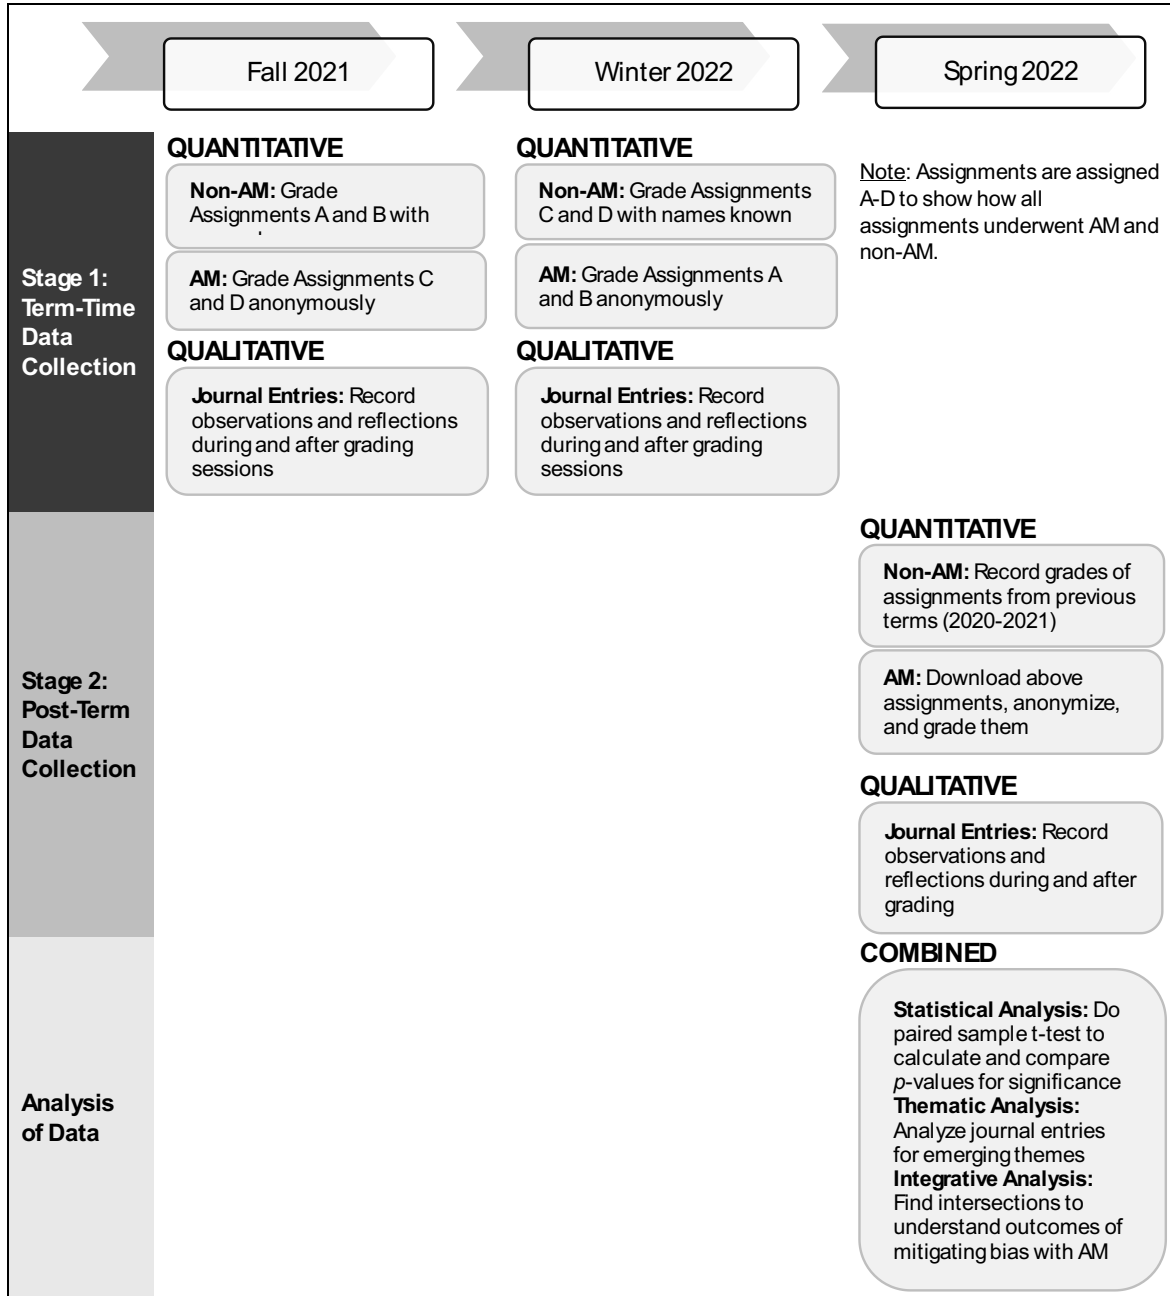 Fall 2021
Winter 2022
Spring 2022
Stage 1:
Term-Time
Data
Collection
QUANTITATIVE
Non-AM: Grade
Assignments A and B with
AM: Grade Assignments C
and D anonymously
QUALITATIVE
Journal Entries: Record
observations and reflections
during and after grading
sessions
QUANTITATIVE
Non-AM: Grade Assignments
C and D with names known
AM: Grade Assignments A
and B anonymously
QUALITATIVE
Journal Entries: Record
observations and reflections
during and after grading
sessions
Note: Assignments are assigned
A-D to show how all
assignments underwent AM and
non-AM.
Stage 2:
Post-Term
Data
Collection
QUANTITATIVE
Non-AM: Record grades of
assignments from previous
terms (2020-2021)
AM: Download above
assignments, anonymize,
and grade them
QUALITATIVE
Journal Entries: Record
observations and
reflections during and after
grading
Analysis
of Data
COMBINED
Statistical Analysis: Do
paired sample t-test to
calculate and compare
p-values for significance
Thematic Analysis:
Analyze journal entries
for emerging themes
Integrative Analysis:
Find intersections to
understand outcomes of
mitigating bias with AM